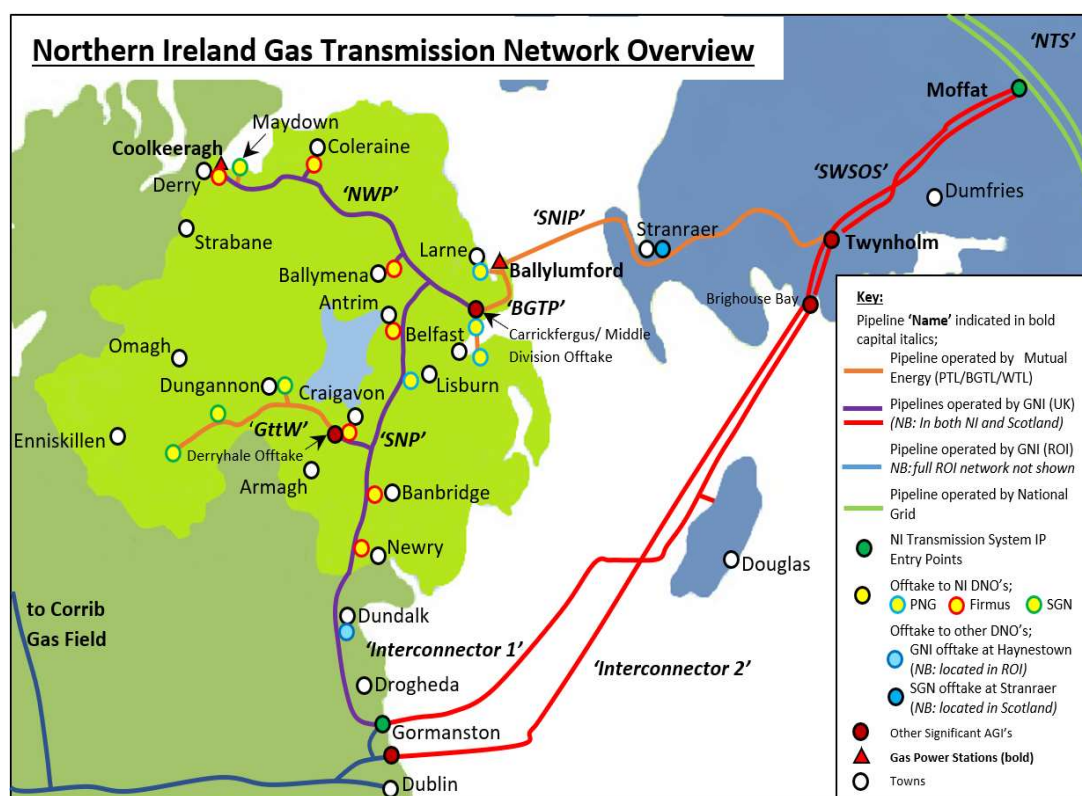 Northern Ireland Gas Transmission Network Overview
'NTS'
Moffat
Maydown
Coolkeeragh
Coleraine
Derry
'NWP'
'SWSOS'
Dumfries
'SNIP'
Stranraer
Strabane
Larne
Twynholm
Ballymena
Ballylumford
Antrim
'BGTP'
Brighouse Bay
Belfast
Carrickfergus/ Middle
Division Offtake
Omagh
Dungannon
Craigavon
Lisburn
Enniskillen
'GttW'
'SNP'
Derryhale Offtake
Armagh
Banbridge
Newry
Douglas
to Corrib
Gas Field
Dundalk
'Interconnector 1'
'Interconnector 2'
Drogheda
Gormanston
Dublin
Key:
Pipeline 'Name' indicated in bold
capital italics;
Pipeline operated by Mutual
Energy (PTL/BGTL/WTL)
Pipelines operated by GNI (UK)
(NB: In both NI and Scotland)
Pipeline operated by GNI (ROI)
NB: full ROI network not shown
Pipeline operated by National
Grid
NI Transmission System IP
Entry Points
Offtake to NI DNO's;
PNG Firmus SGN
Offtake to other DNO's;
GNI offtake at Haynestown
(NB: located in ROI)
SGN offtake at Stranraer
(NB: located in Scotland)
Other Significant AGI's
Gas Power Stations (bold)
Towns